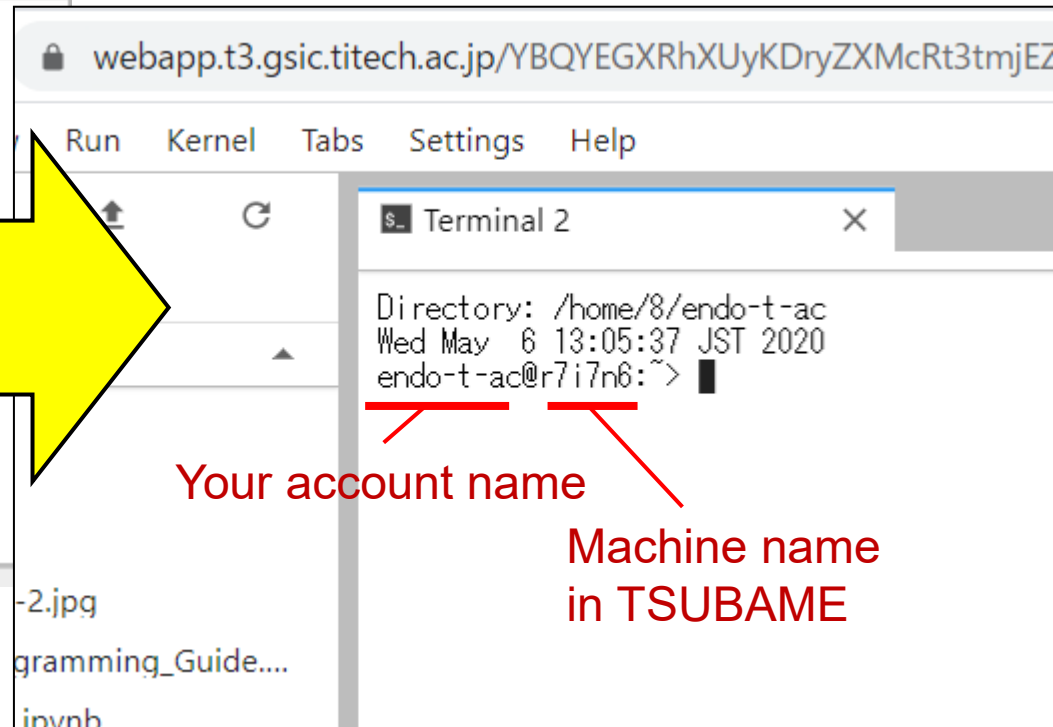 webapp.t3.gsic.titech.ac.jp/YBQYEGXRhXUyKDryZXMcRt3tmjEZ
Run Kernel Tabs Settings Help
$_ Terminal 2 ×
Directory: /home/8/endo-t-ac
Wed May  6 13:05:37 JST 2020
endo-t-ac@r7i7n6:~>
Your account name
Machine name
in TSUBAME
-2.jpg
gramming_Guide....
.ipynb